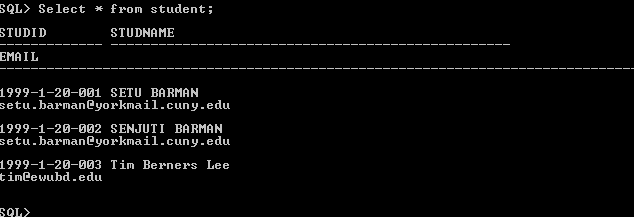 SQL> Select * from student;
STUDID STUDNAME
------------- --------------------------------------------------
EMAIL
--------------------------------------------------------------------------------
1999-1-20-001 SETU BARMAN
setu.barman@yorkmail.cuny.edu
1999-1-20-002 SENJUTI BARMAN
setu.barman@yorkmail.cuny.edu
1999-1-20-003 Tim Berners Lee
tim@ewubd.edu
SQL>